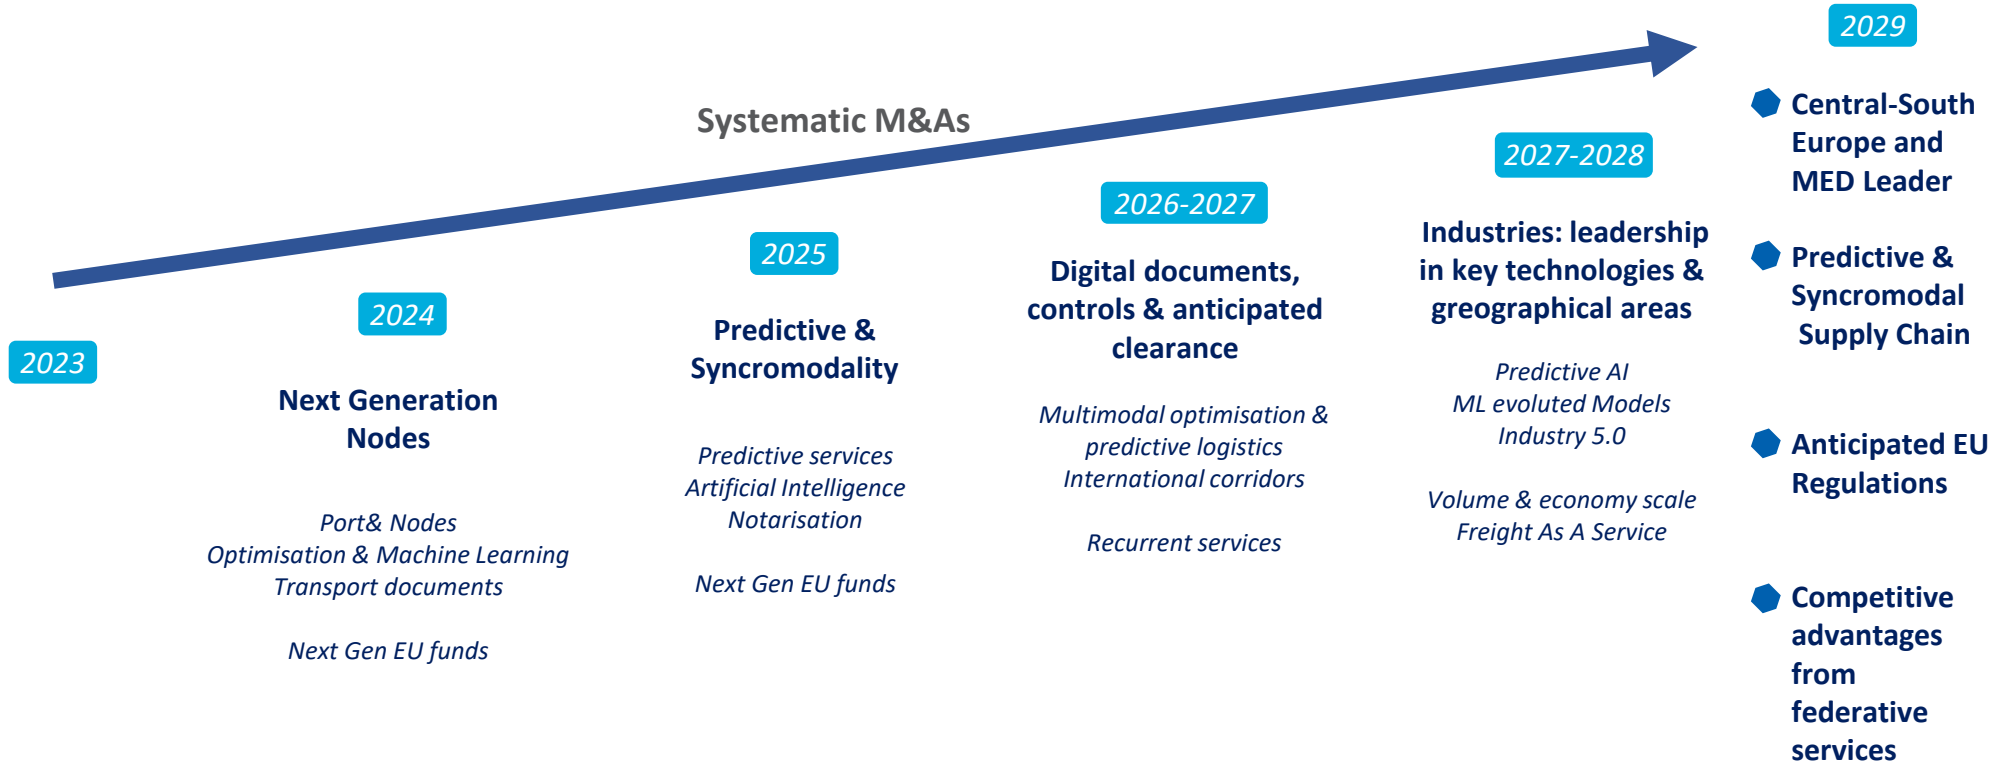 Systematic M&As
2023
2024
Next Generation
Nodes
Port& Nodes
Optimisation & Machine Learning
Transport documents
Next Gen EU funds
2025
Predictive &
Syncromodality
Predictive services
Artificial Intelligence
Notarisation
Next Gen EU funds
2026-2027
Digital documents,
controls & anticipated
clearance
Multimodal optimisation &
predictive logistics
International corridors
Recurrent services
2027-2028
Industries: leadership
in key technologies &
greographical areas
Predictive AI
ML evoluted Models
Industry 5.0
Volume & economy scale
Freight As A Service
2029
Central-South
Europe and
MED Leader
Predictive &
Syncromodal
Supply Chain
Anticipated EU
Regulations
Competitive
advantages
from
federative
services